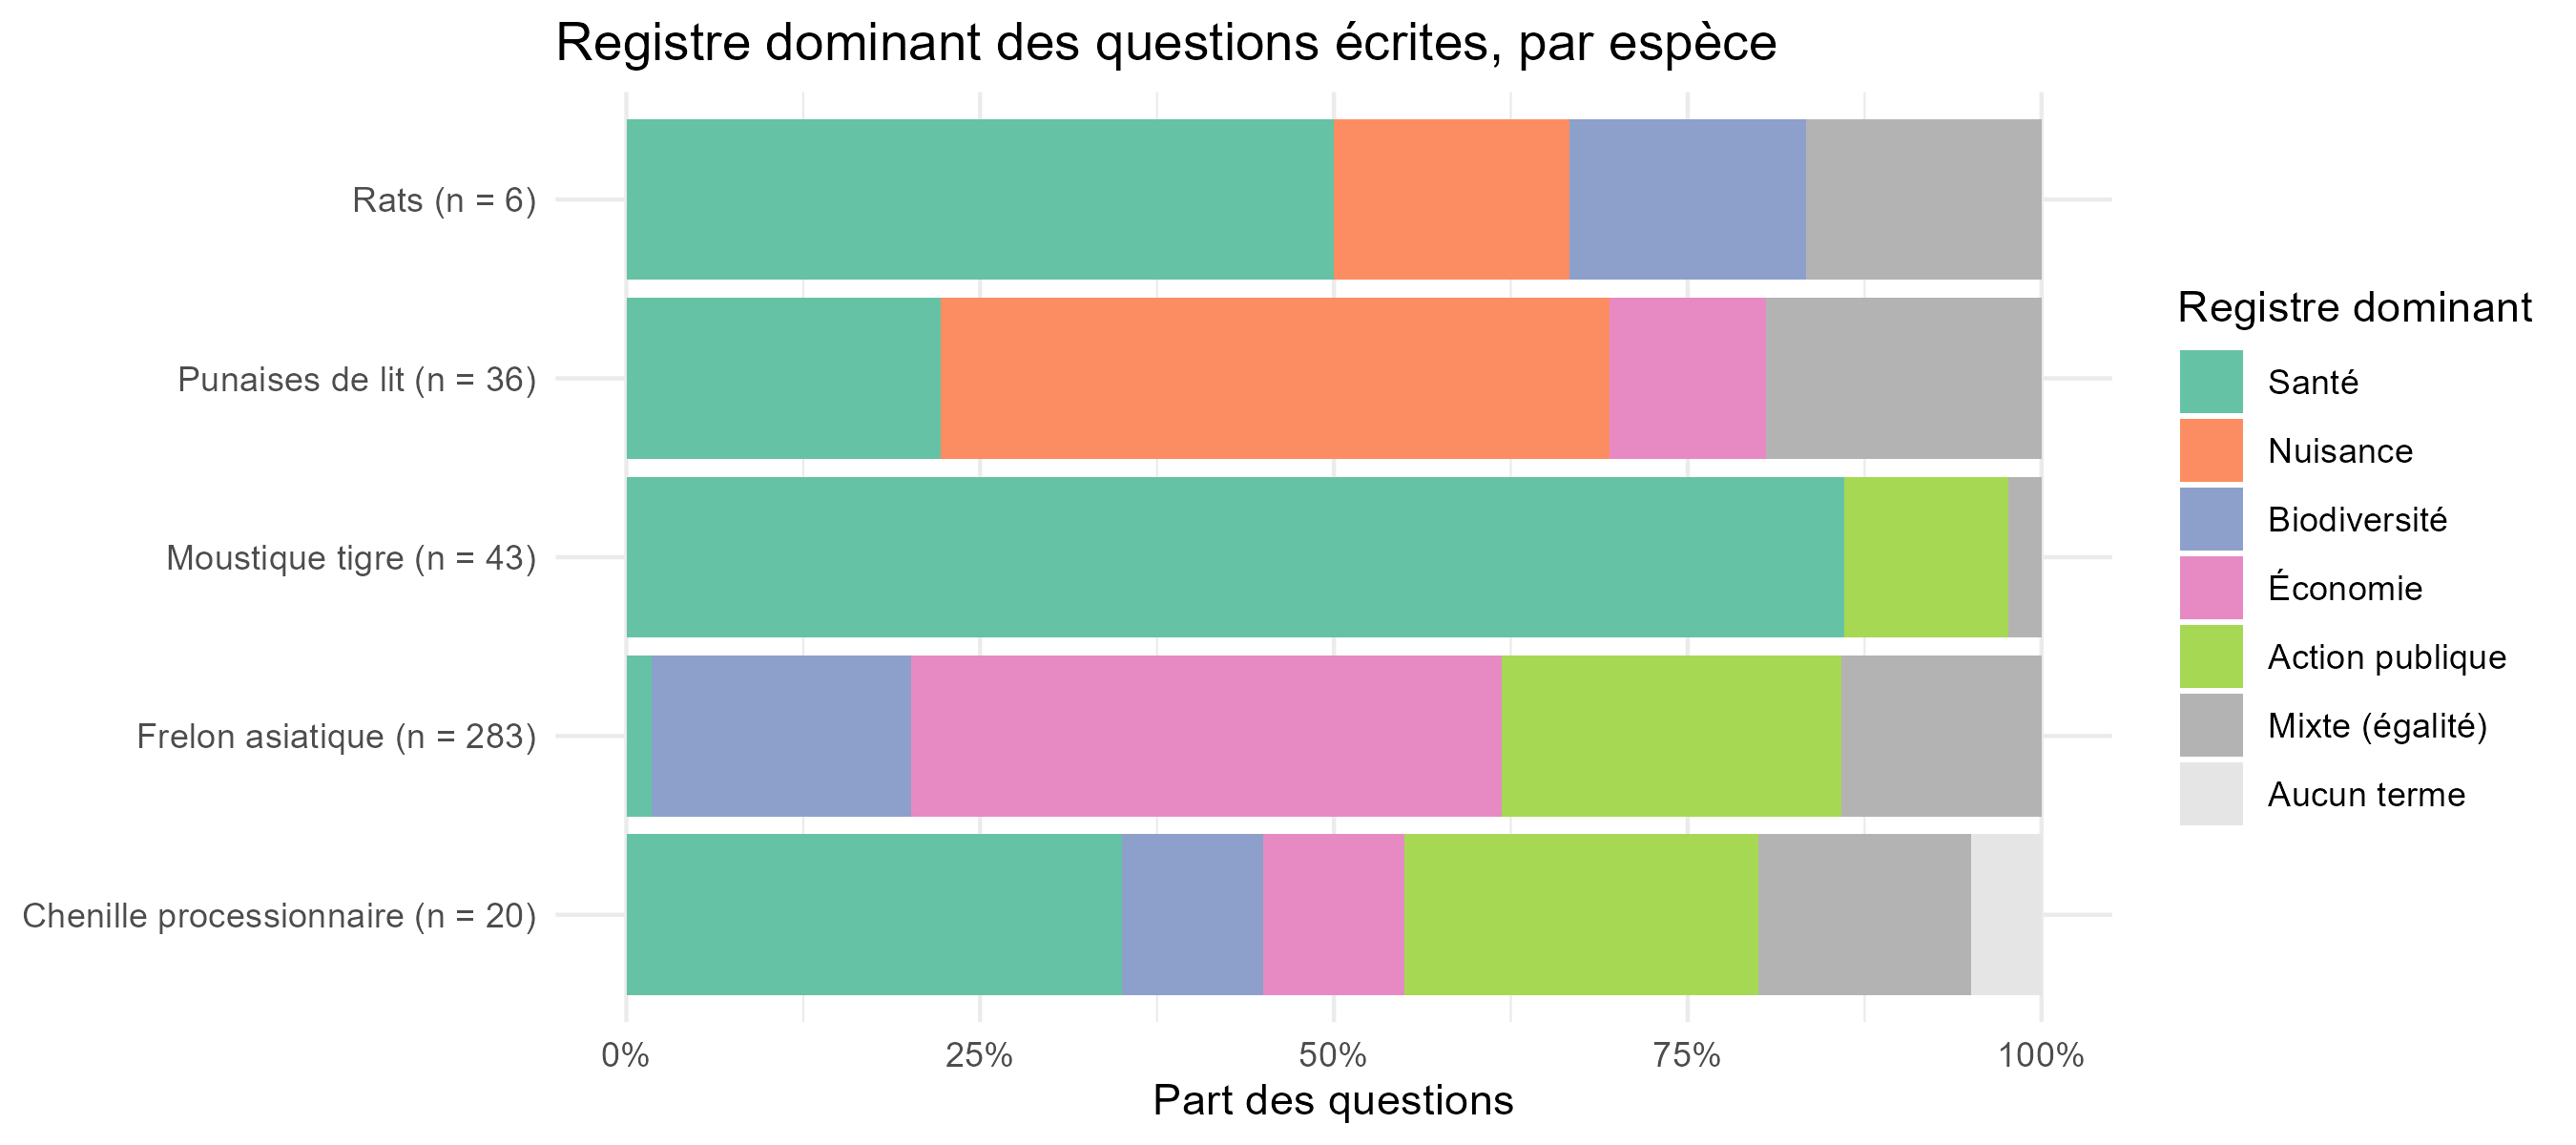 Registre dominant des questions écrites, par espèce
Rats (n = 6)
Punaises de lit (n = 36)
Moustique tigre (n = 43)
Frelon asiatique (n = 283)
Chenille processionnaire (n = 20)
0%
25%
50%
75%
100%
Part des questions
Registre dominant
Santé
Nuisance
Biodiversité
Économie
Action publique
Mixte (égalité)
Aucun terme